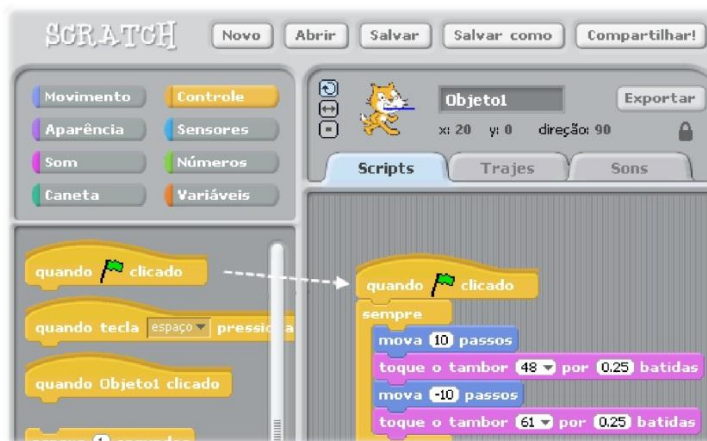 SCRATCH Novo Abrir Salvar Salvar como Compartilhar!
Movimento Controle
Aparência Sensores
Som Números
Caneta Variáveis
Objeto1 Exportar
x: 20 y: 0 direção: 90
Scripts Trajes Sons
quando clicado
quando tecla espaço pressiona
quando Objeto1 clicado
quando clicado
sempre
mova 10 passos
toque o tambor 48 por 0.25 batidas
mova -10 passos
toque o tambor 61 por 0.25 batidas